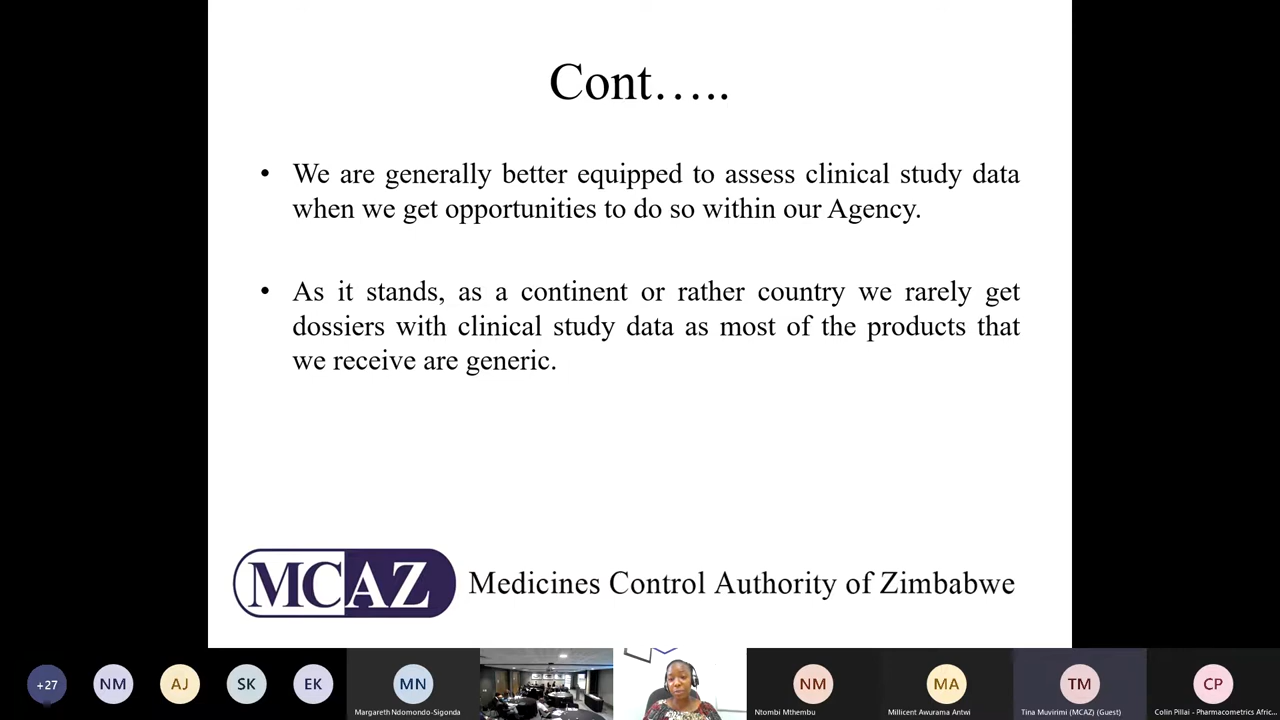 Cont…..
• We are generally better equipped to assess clinical study data
when we get opportunities to do so within our Agency.
• As it stands, as a continent or rather country we rarely get
dossiers with clinical study data as most of the products that
we receive are generic.
MCAZ Medicines Control Authority of Zimbabwe
+27 NM AJ SK EK MN NM MA TM CP
Margareth Ndomondo-Sigonda Ntombi Mthembu Millicent Awurama Antwi Tina Muvirimi (MCAZ) (Guest) Colin Pillai - Pharmacometrics Afric...